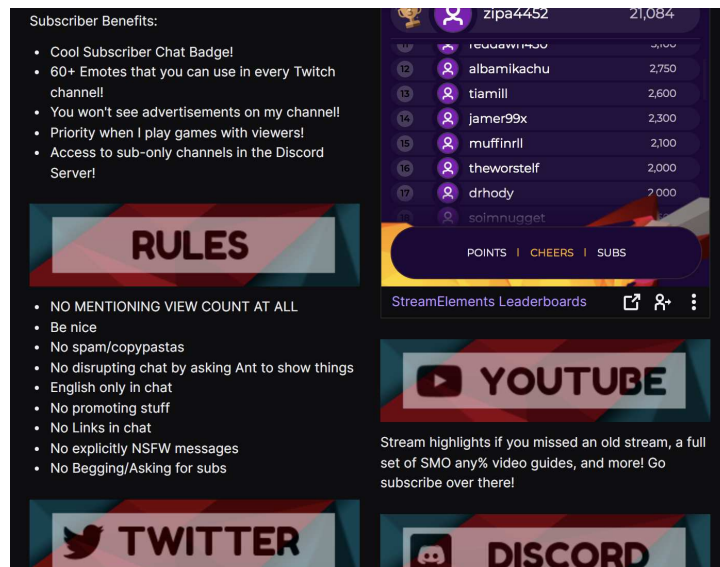 Subscriber Benefits:
Cool Subscriber Chat Badge!
60+ Emotes that you can use in every Twitch
channel!
You won't see advertisements on my channel!
Priority when I play games with viewers!
Access to sub-only channels in the Discord
Server!
RULES
NO MENTIONING VIEW COUNT AT ALL
Be nice
No spam/copypastas
No disrupting chat by asking Ant to show things
English only in chat
No promoting stuff
No Links in chat
No explicitly NSFW messages
No Begging/Asking for subs
TWITTER
zipa4452 21,084
12 albamikachu 2,750
13 tiamill 2,600
14 jamer99x 2,300
15 muffinrll 2,100
16 theworstelf 2,000
17 drhody 2,000
soimnugget
POINTS | CHEERS | SUBS
StreamElements Leaderboards
YOUTUBE
Stream highlights if you missed an old stream, a full
set of SMO any% video guides, and more! Go
subscribe over there!
DISCORD